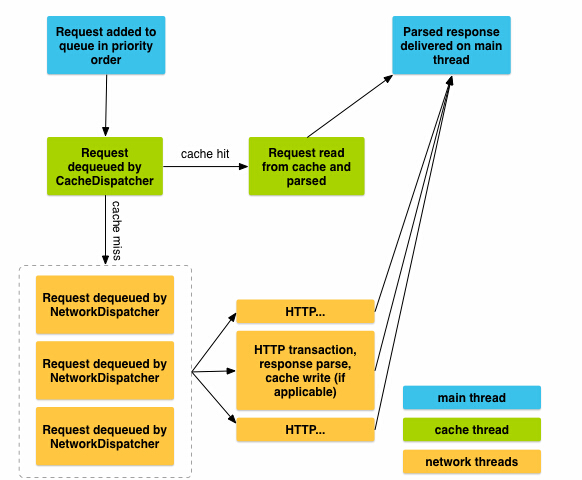 Request added to
queue in priority
order
Parsed response
delivered on main
thread
Request
dequeued by
CacheDispatcher
cache hit
Request read
from cache and
parsed
cache miss
Request dequeued by
NetworkDispatcher
Request dequeued by
NetworkDispatcher
Request dequeued by
NetworkDispatcher
HTTP...
HTTP transaction,
response parse,
cache write (if
applicable)
HTTP...
main thread
cache thread
network threads